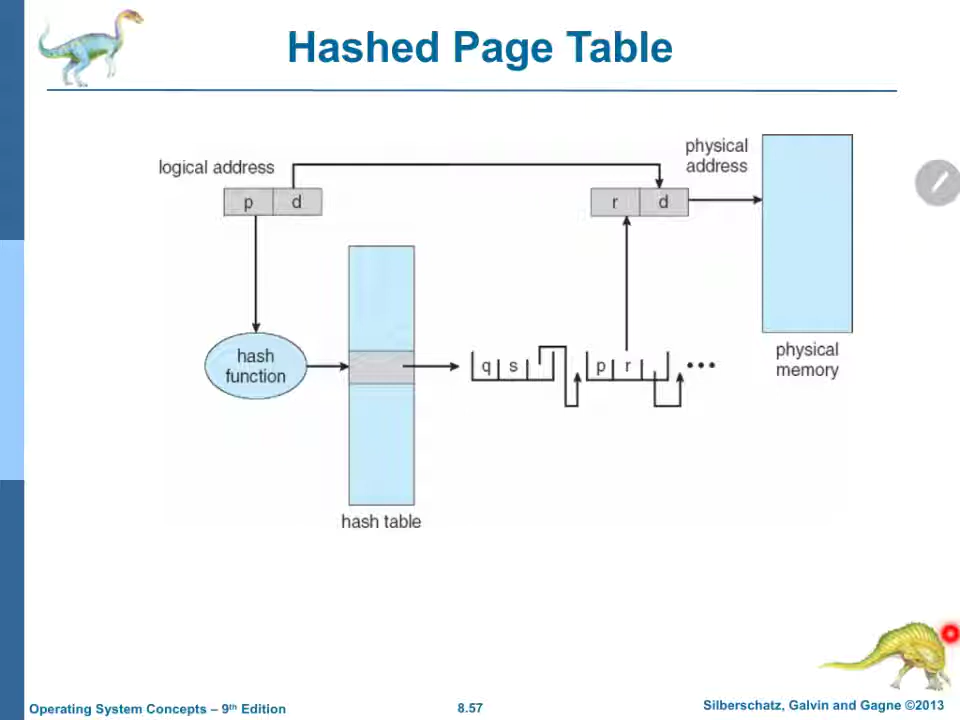 Hashed Page Table
logical address
physical
address
p d
r d
hash
function
q s
p r
•••
physical
memory
hash table
Operating System Concepts – 9th Edition
8.57
Silberschatz, Galvin and Gagne ©2013